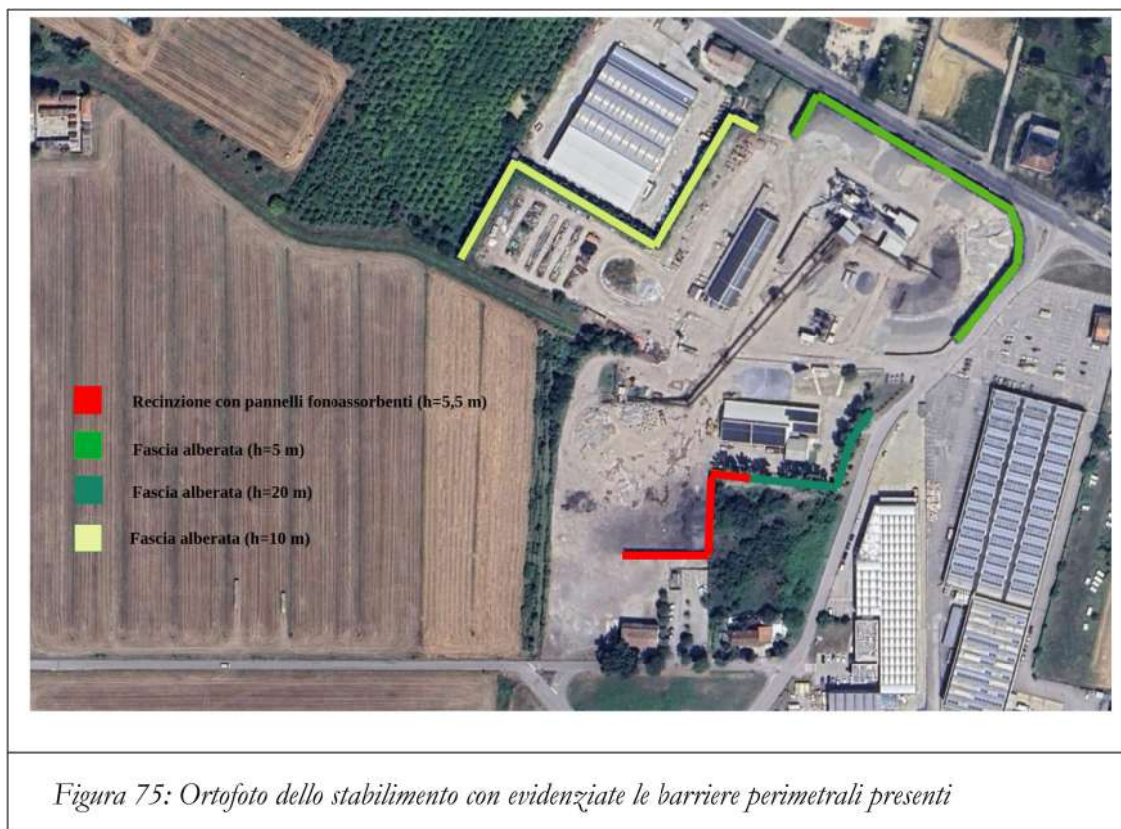 Recinzione con pannelli fonoassorbenti (h=5,5 m)
Fascia alberata (h=5 m)
Fascia alberata (h=20 m)
Fascia alberata (h=10 m)
Figura 75: Ortofoto dello stabilimento con evidenziate le barriere perimetrali presenti